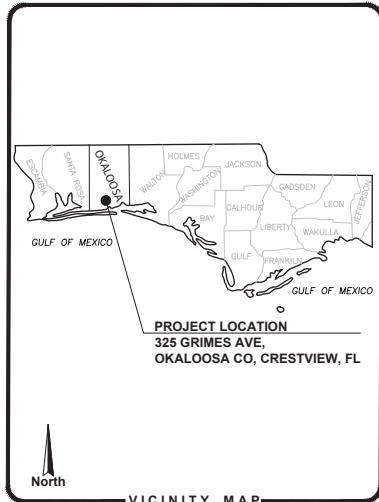 HOLMES
JACKSON
ESCAMBIA
SANTA ROSA
OKALOOSA
WALTON
WASHINGTON
GADSDEN
LEON
JEFFERSON
BAY
CALHOUN
LIBERTY
WAKULLA
GULF
FRANKILN
GULF OF MEXICO
GULF OF MEXICO
PROJECT LOCATION
325 GRIMES AVE,
OKALOOSA CO, CRESTVIEW, FL
North
VICINITY MAP